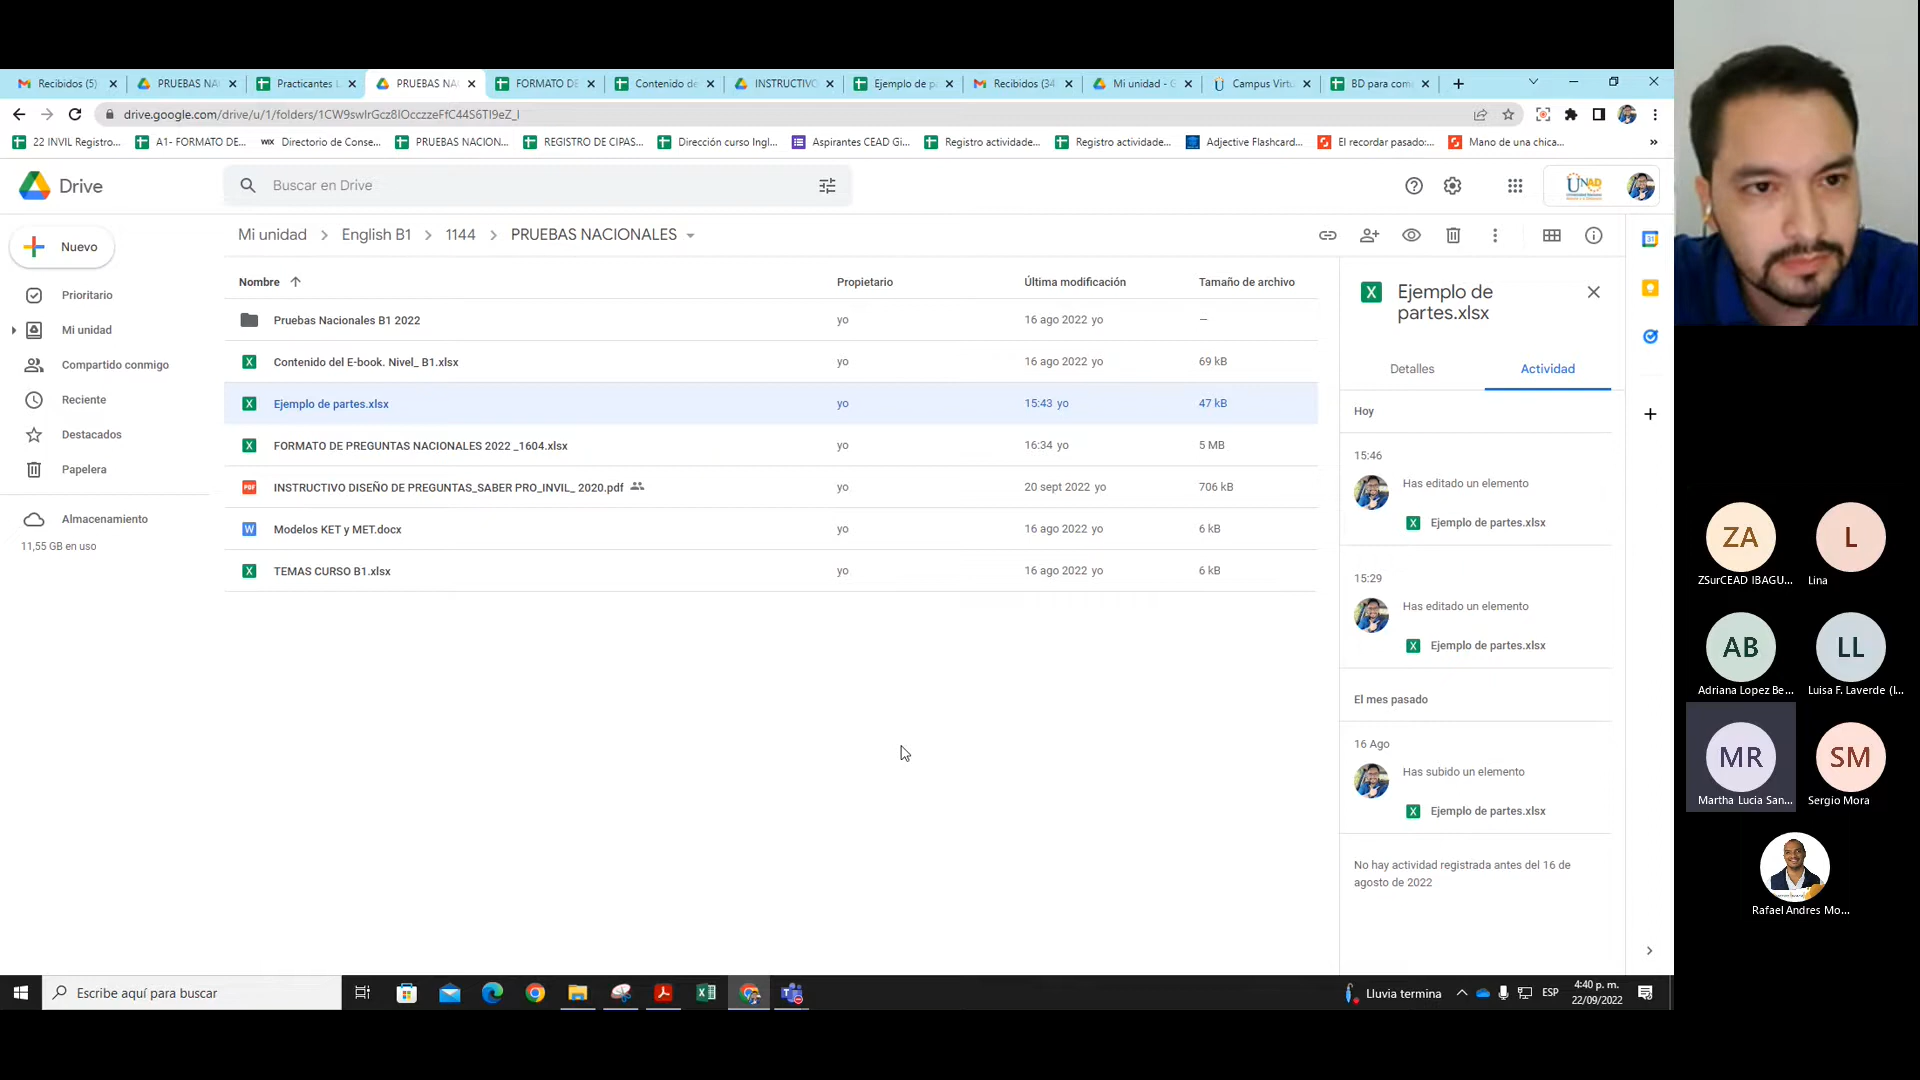 Recibidos (5)
PRUEBAS NA
Practicantes
PRUEBAS NA
FORMATO DE
Contenido de
INSTRUCTIVO
Ejemplo de p
Recibidos (34
Mi unidad - G
Campus Virtu
BD para com
drive.google.com/drive/u/1/folders/
22 INVIL Registro...
A1- FORMATO DE...
WIX Directorio de Conse...
PRUEBAS NACION...
REGISTRO DE CIPAS...
Dirección curso Ingl...
Aspirantes CEAD Gi...
Registro actividade...
Registro actividade...
Adjective Flashcard...
El recordar pasado:...
Mano de una chica...
»
Drive
Buscar en Drive
UNAD
Nuevo
Mi unidad > English B1 > 1144 > PRUEBAS NACIONALES
Prioritario
Mi unidad
Compartido conmigo
Reciente
Destacados
Papelera
Almacenamiento
11,55 GB en uso
Nombre Propietario Última modificación Tamaño de archivo
Pruebas Nacionales B1 2022 yo 16 ago 2022 yo —
Contenido del E-book. Nivel_ B1.xlsx yo 16 ago 2022 yo 69 kB
Ejemplo de partes.xlsx yo 15:43 yo 47 kB
FORMATO DE PREGUNTAS NACIONALES 2022 _1604.xlsx yo 16:34 yo 5 MB
PDF INSTRUCTIVO DISEÑO DE PREGUNTAS_SABER PRO_INVIL_ 2020.pdf yo 20 sept 2022 yo 706 kB
W Modelos KET y MET.docx yo 16 ago 2022 yo 6 kB
TEMAS CURSO B1.xlsx yo 16 ago 2022 yo 6 kB
Ejemplo de
partes.xlsx
Detalles Actividad
Hoy
15:46
Has editado un elemento
Ejemplo de partes.xlsx
15:29
Has editado un elemento
Ejemplo de partes.xlsx
El mes pasado
16 Ago
Has subido un elemento
Ejemplo de partes.xlsx
No hay actividad registrada antes del 16 de
agosto de 2022
31
Escribe aquí para buscar
Lluvia termina
ESP
4:40 p. m.
22/09/2022
ZA
ZSurCEAD IBAGU...
L
Lina
AB
Adriana Lopez Be...
LL
Luisa F. Laverde (I...
MR
Martha Lucia San...
SM
Sergio Mora
Rafael Andres Mo...